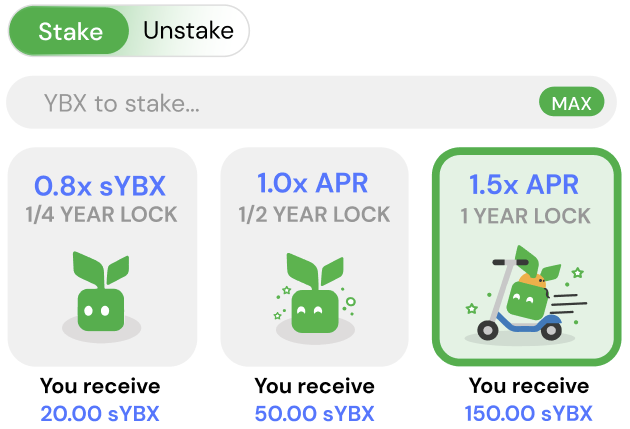 Stake Unstake
YBX to stake...
MAX
0.8x sYBX
1/4 YEAR LOCK
1.0x APR
1/2 YEAR LOCK
1.5x APR
1 YEAR LOCK
You receive
20.00 sYBX
You receive
50.00 sYBX
You receive
150.00 sYBX